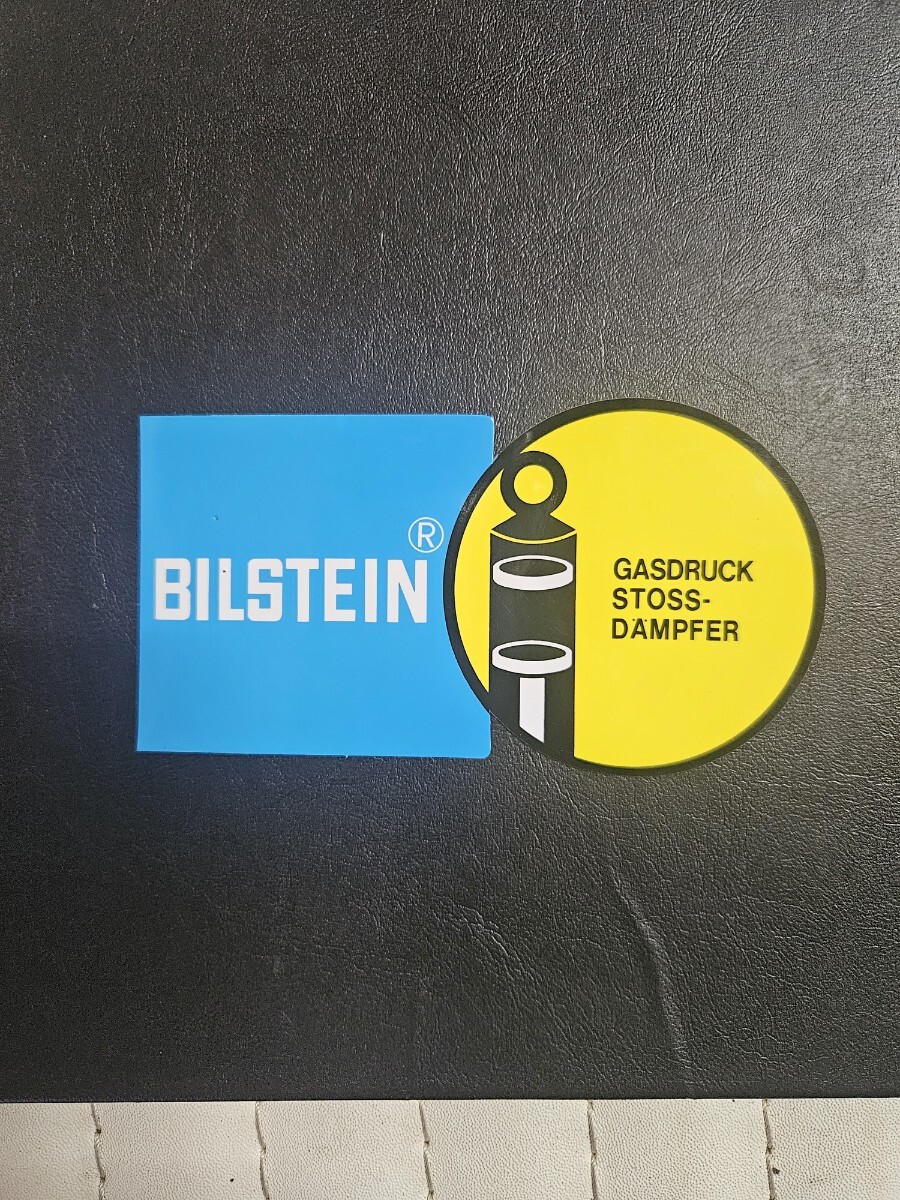 BILSTEIN®
GASDRUCK
STOSS-
DÄMPFER